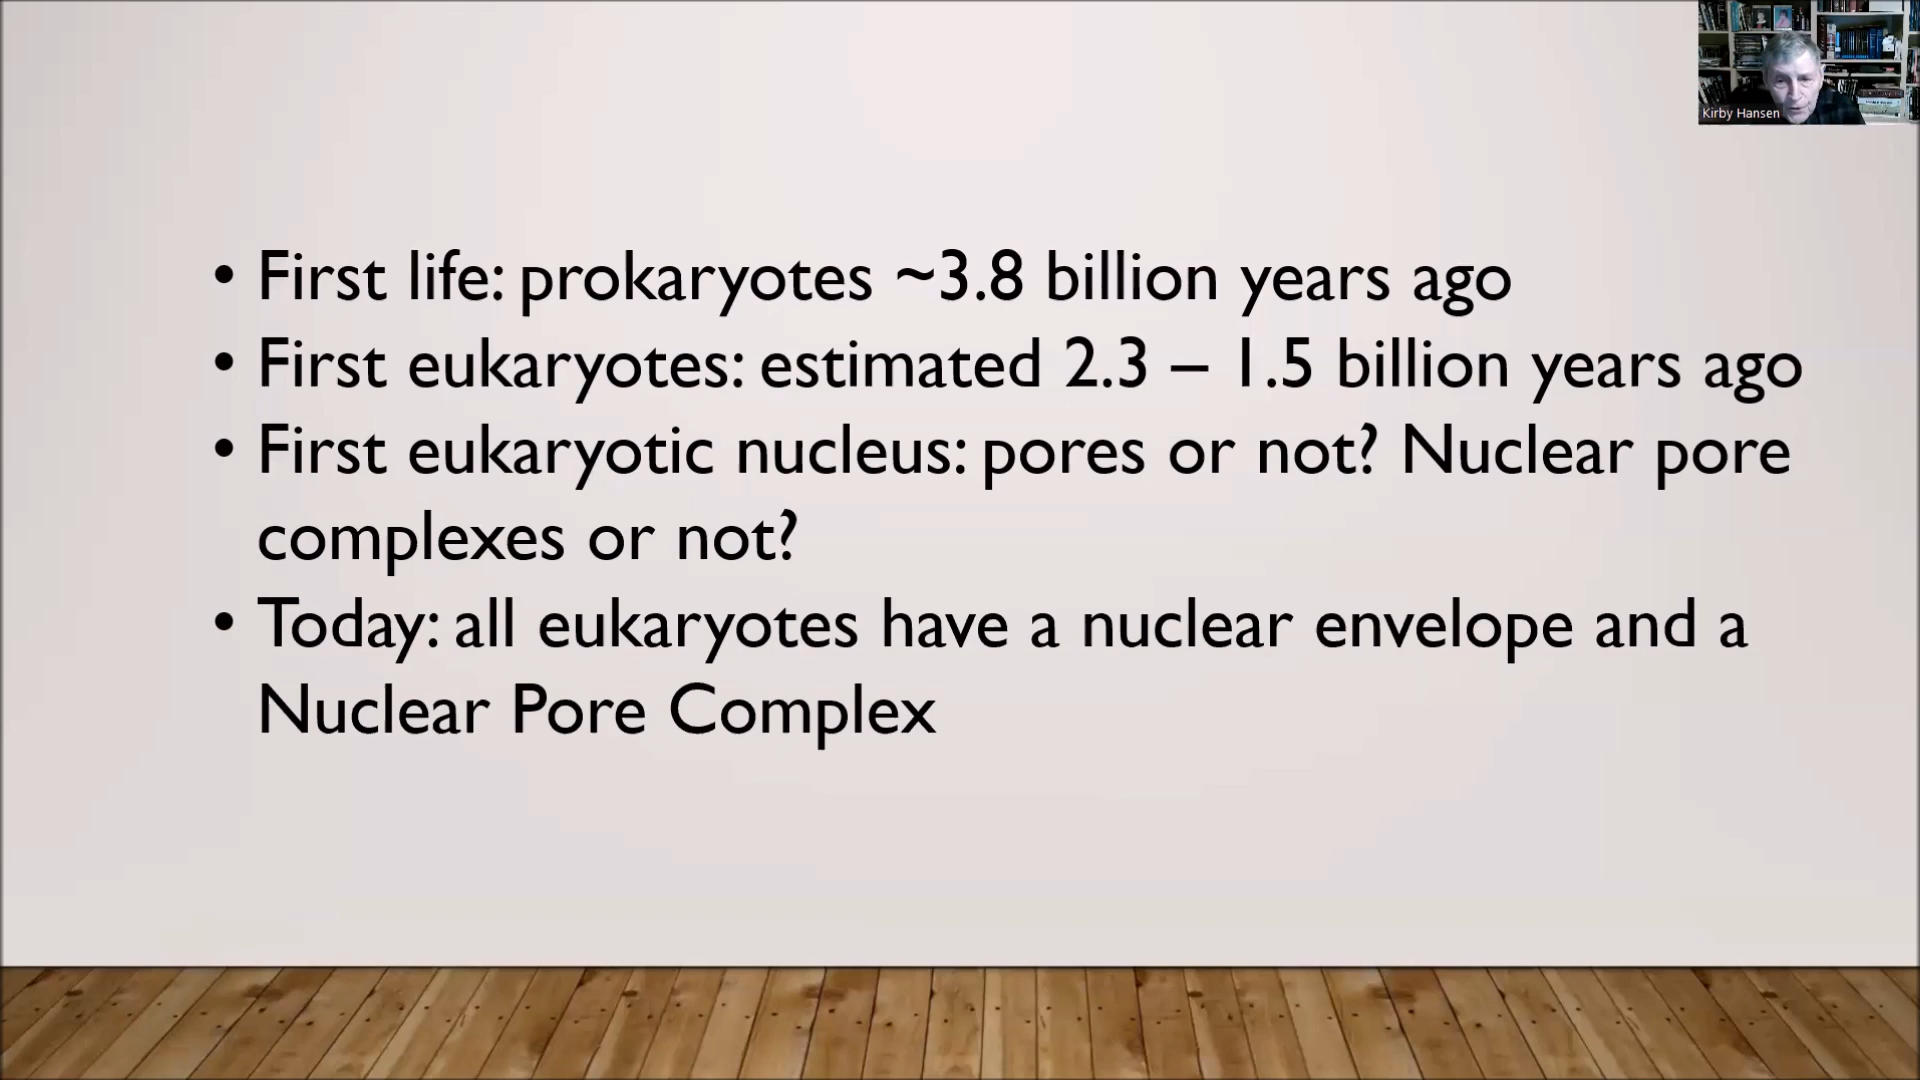 Kirby Hansen
• First life: prokaryotes ~3.8 billion years ago
• First eukaryotes: estimated 2.3 – 1.5 billion years ago
• First eukaryotic nucleus: pores or not? Nuclear pore
complexes or not?
• Today: all eukaryotes have a nuclear envelope and a
Nuclear Pore Complex